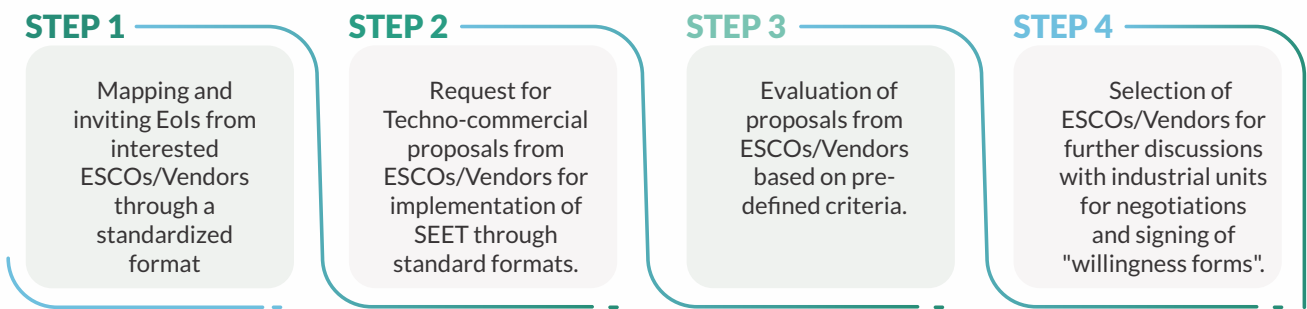 STEP 1
Mapping and
inviting EoIs from
interested
ESCOs/Vendors
through a
standardized
format
STEP 2
Request for
Techno-commercial
proposals from
ESCOs/Vendors for
implementation of
SEET through
standard formats.
STEP 3
Evaluation of
proposals from
ESCOs/Vendors
based on pre-
defined criteria.
STEP 4
Selection of
ESCOs/Vendors for
further discussions
with industrial units
for negotiations
and signing of
"willingness forms".